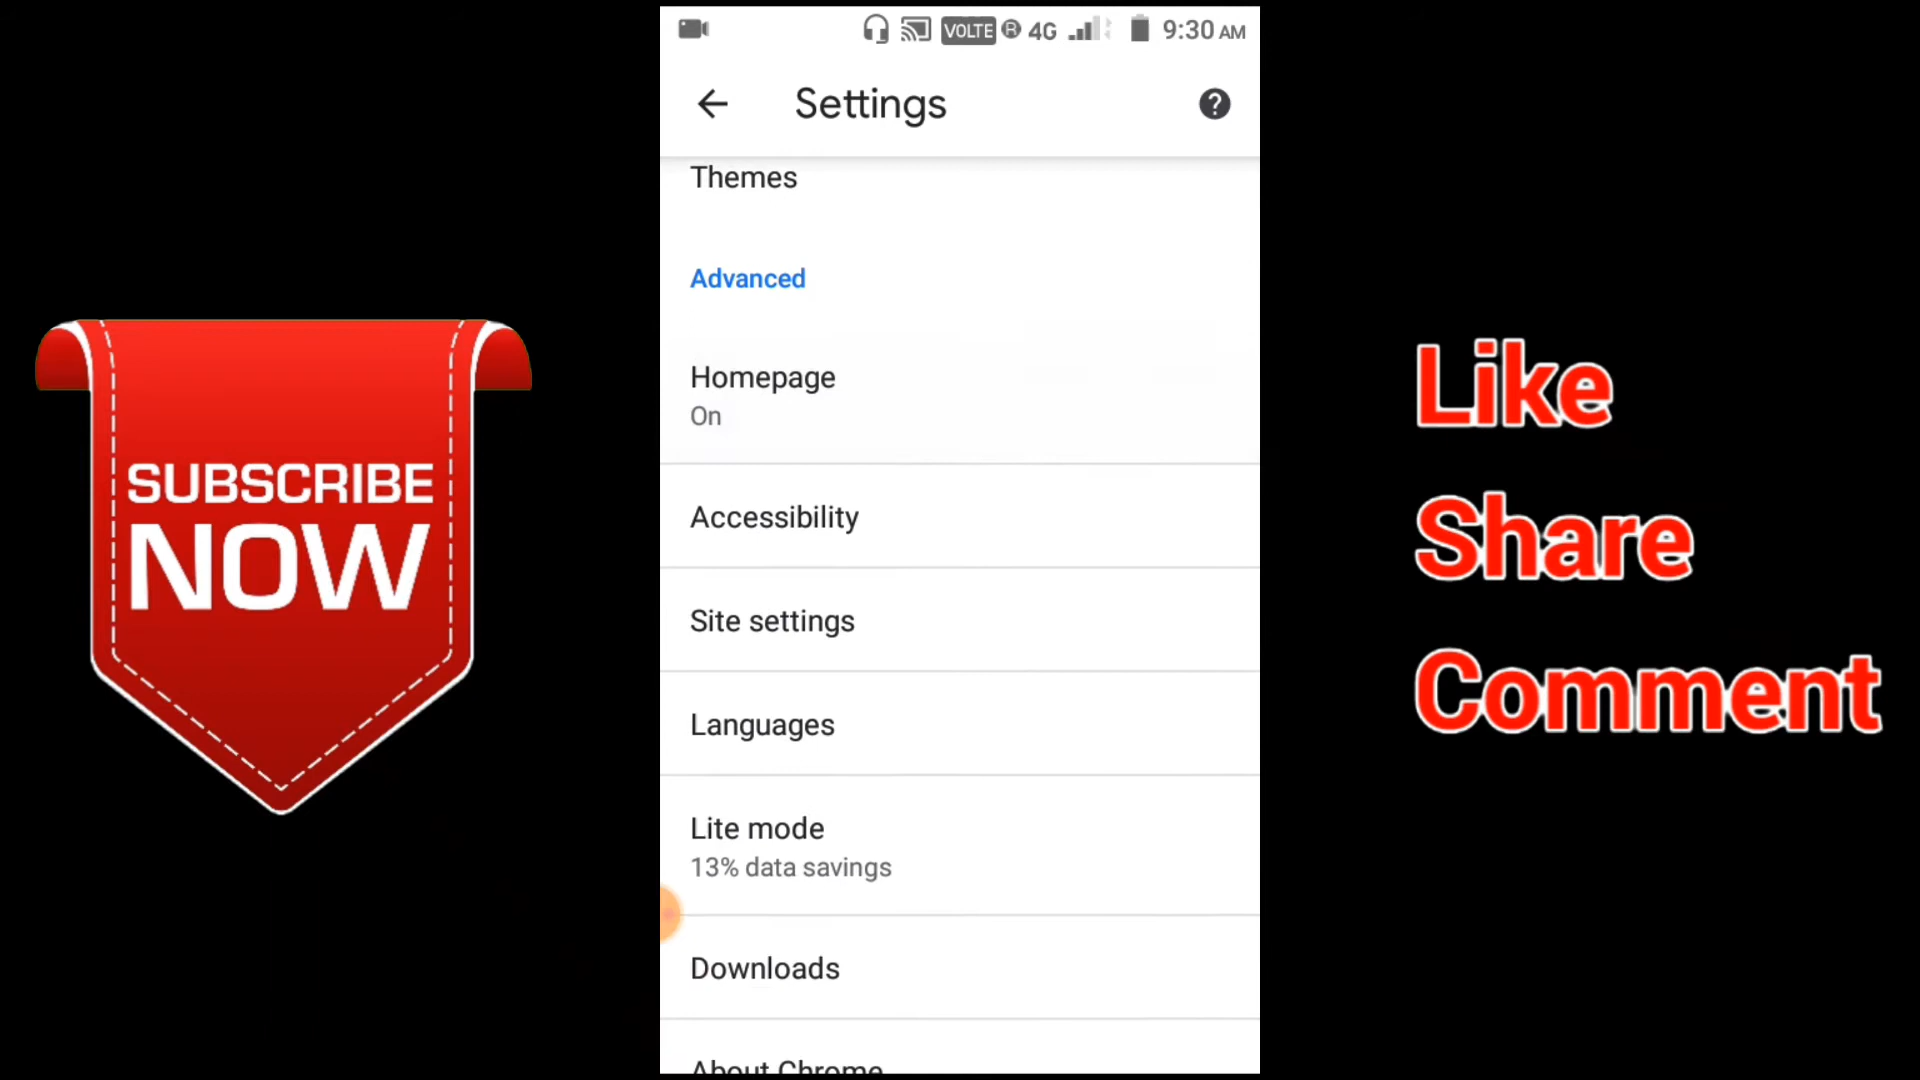 SUBSCRIBE
NOW
VOLTE R 4G 9:30 AM
Settings
Themes
Advanced
Homepage
On
Accessibility
Site settings
Languages
Lite mode
13% data savings
Downloads
About Chrome
Like
Share
Comment